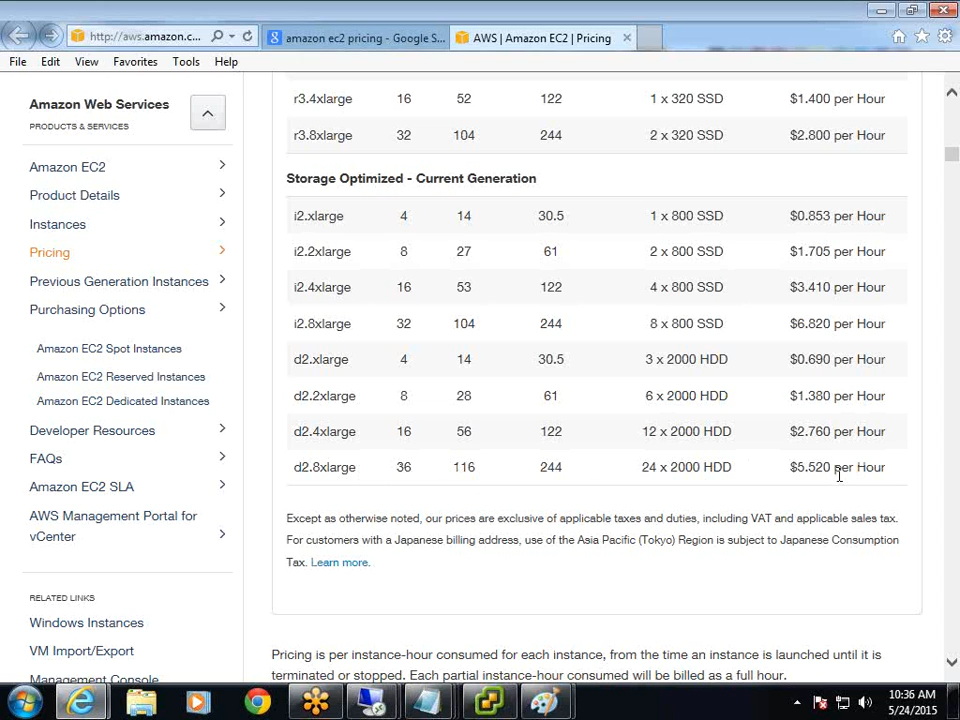 http://aws.amazon.c...
amazon ec2 pricing - Google S...
AWS | Amazon EC2 | Pricing
File Edit View Favorites Tools Help
Amazon Web Services
PRODUCTS & SERVICES
Amazon EC2
Product Details
Instances
Pricing
Previous Generation Instances
Purchasing Options
Amazon EC2 Spot Instances
Amazon EC2 Reserved Instances
Amazon EC2 Dedicated Instances
Developer Resources
FAQs
Amazon EC2 SLA
AWS Management Portal for
vCenter
RELATED LINKS
Windows Instances
VM Import/Export
Management Console
r3.4xlarge 16 52 122 1 x 320 SSD $1.400 per Hour
r3.8xlarge 32 104 244 2 x 320 SSD $2.800 per Hour
Storage Optimized - Current Generation
i2.xlarge 4 14 30.5 1 x 800 SSD $0.853 per Hour
i2.2xlarge 8 27 61 2 x 800 SSD $1.705 per Hour
i2.4xlarge 16 53 122 4 x 800 SSD $3.410 per Hour
i2.8xlarge 32 104 244 8 x 800 SSD $6.820 per Hour
d2.xlarge 4 14 30.5 3 x 2000 HDD $0.690 per Hour
d2.2xlarge 8 28 61 6 x 2000 HDD $1.380 per Hour
d2.4xlarge 16 56 122 12 x 2000 HDD $2.760 per Hour
d2.8xlarge 36 116 244 24 x 2000 HDD $5.520 per Hour
Except as otherwise noted, our prices are exclusive of applicable taxes and duties, including VAT and applicable sales tax.
For customers with a Japanese billing address, use of the Asia Pacific (Tokyo) Region is subject to Japanese Consumption
Tax. Learn more.
Pricing is per instance-hour consumed for each instance, from the time an instance is launched until it is
terminated or stopped. Each partial instance-hour consumed will be billed as a full hour.
10:36 AM
5/24/2015